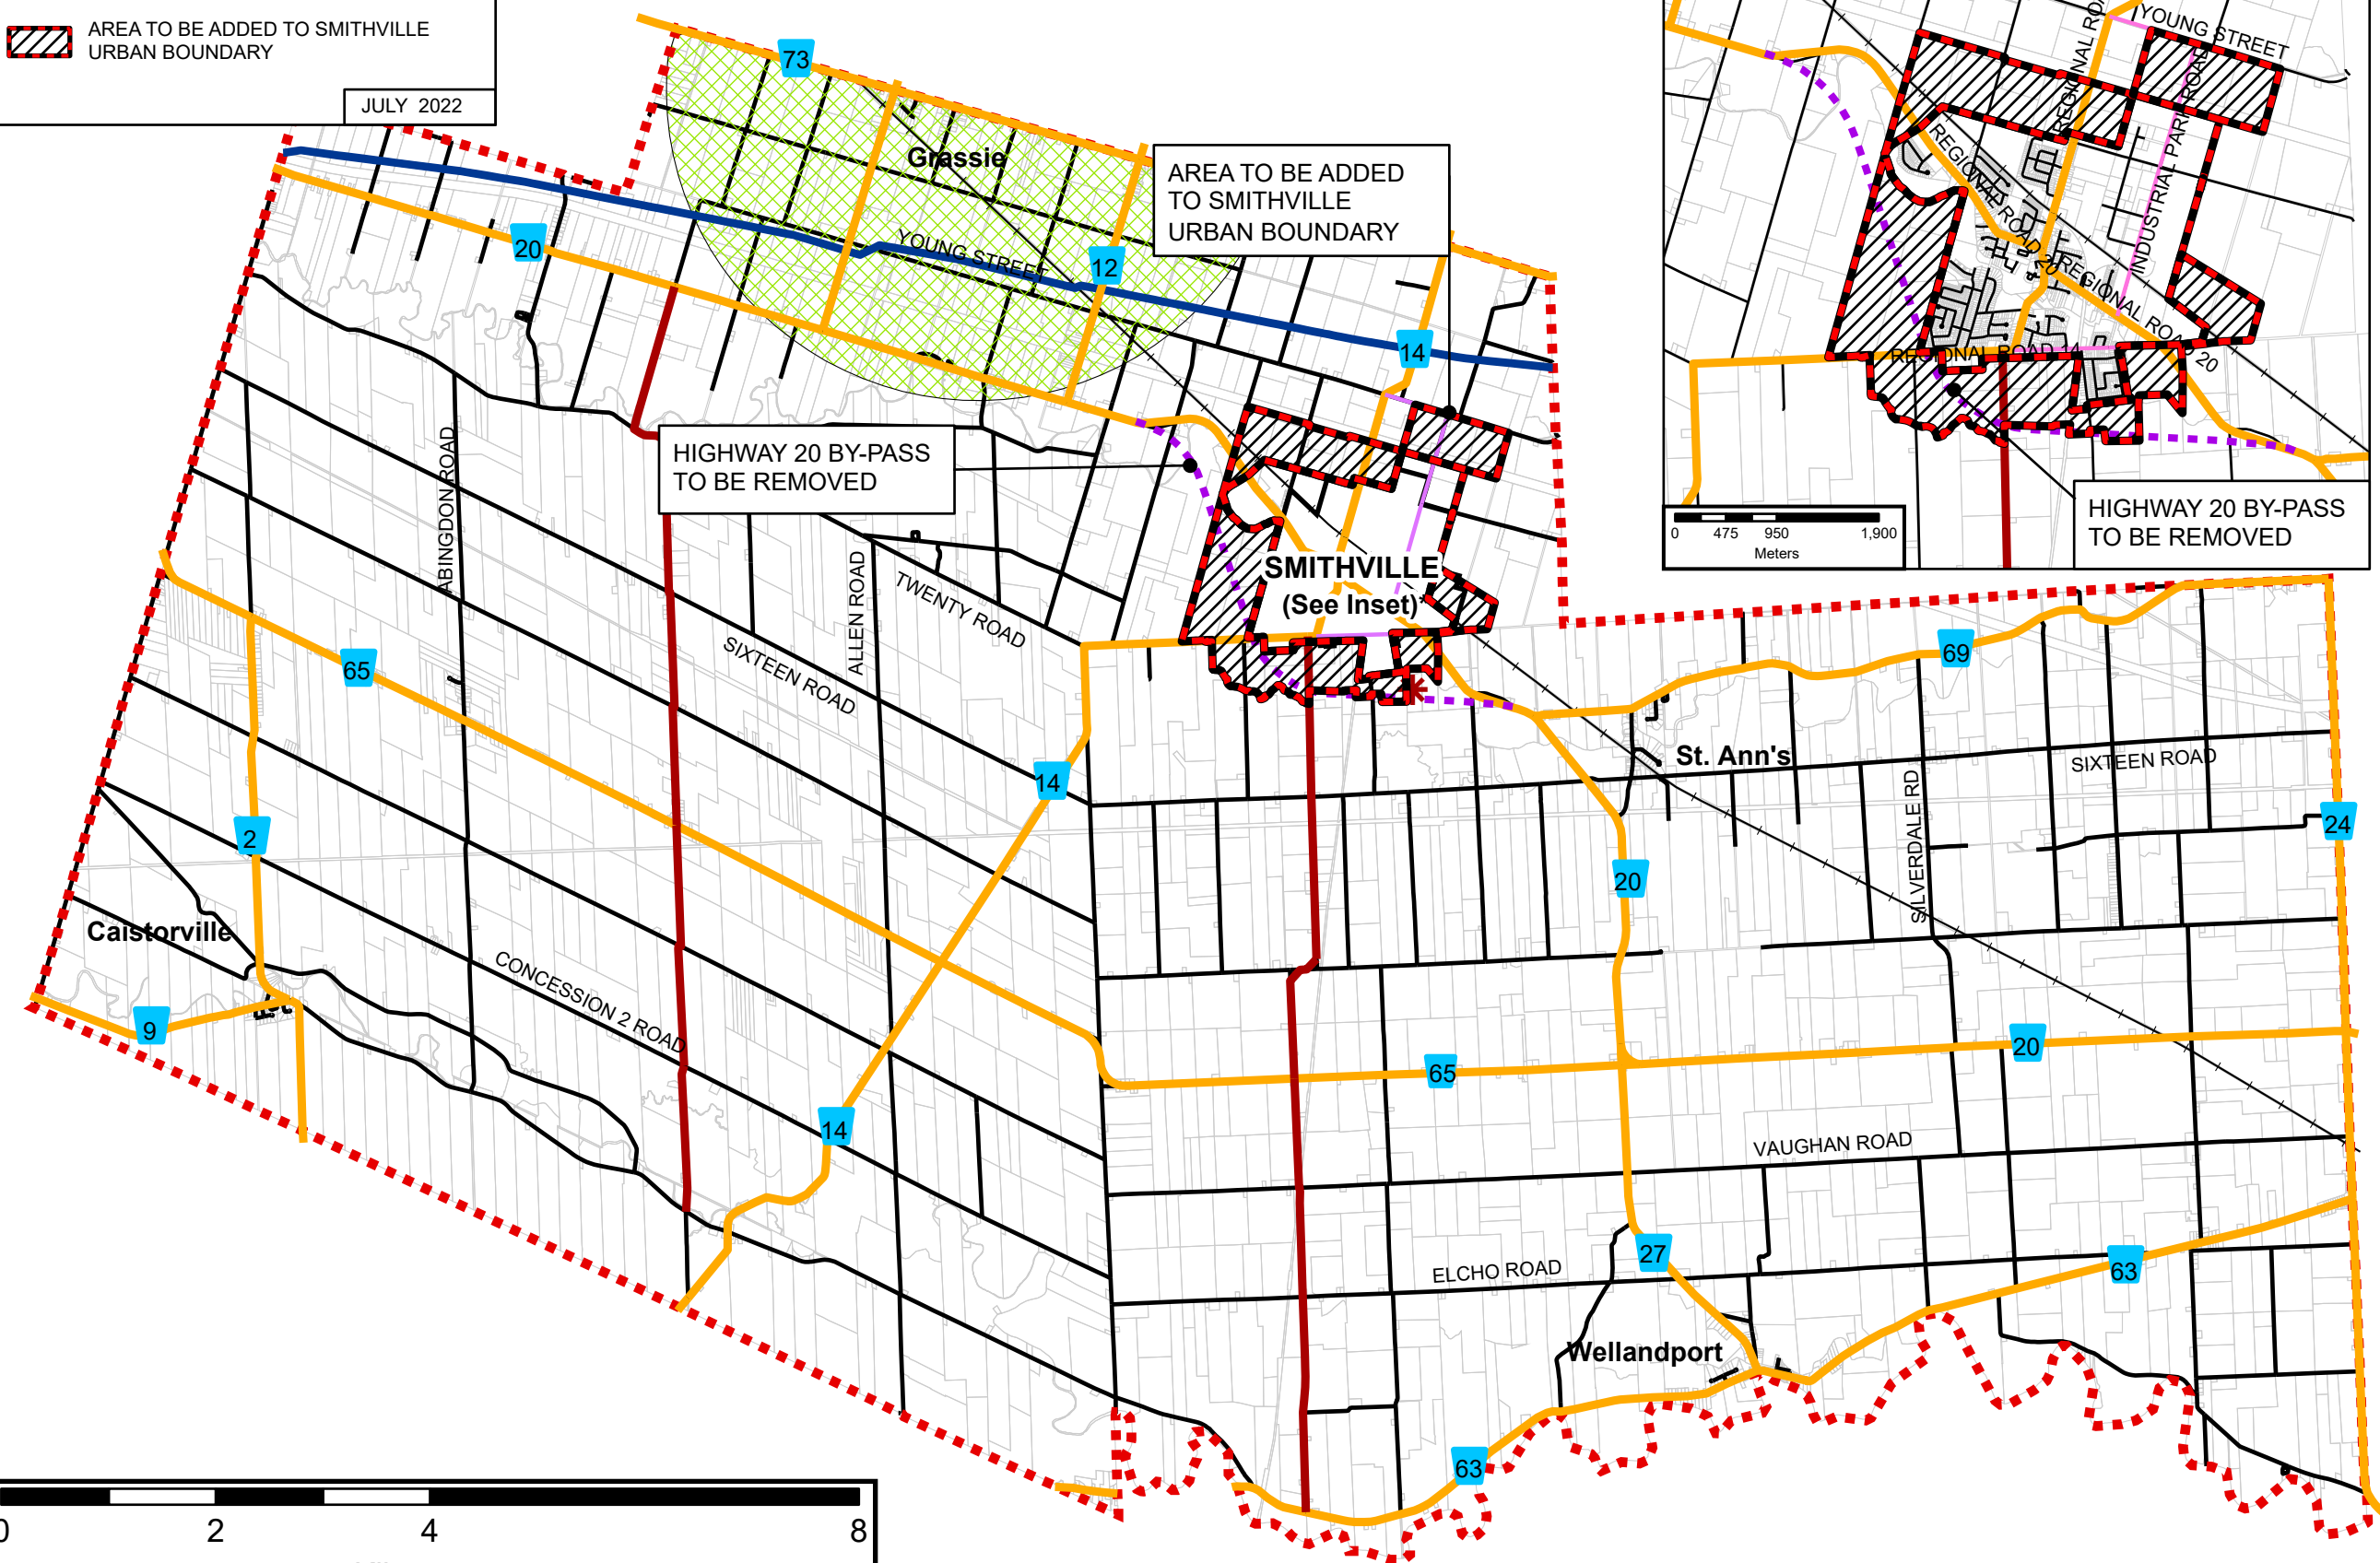 AREA TO BE ADDED TO SMITHVILLE
URBAN BOUNDARY
JULY 2022
73
Grassie
AREA TO BE ADDED
TO SMITHVILLE
URBAN BOUNDARY
20
YOUNG STREET
12
14
HIGHWAY 20 BY-PASS
TO BE REMOVED
YOUNG STREET
REGIONAL ROAD 20
INDUSTRIAL PARK ROAD
REGIONAL ROAD 20
REGIONAL ROAD 14
0
475
950
1,900
Meters
HIGHWAY 20 BY-PASS
TO BE REMOVED
SMITHVILLE
(See Inset)
ABINGDON ROAD
ALLEN ROAD
TWENTY ROAD
SIXTEEN ROAD
65
69
14
St. Ann's
SIXTEEN ROAD
SILVERDALE RD
2
20
24
Caistorville
CONCESSION 2 ROAD
9
65
20
14
VAUGHAN ROAD
27
ELCHO ROAD
63
Wellandport
63
0
2
4
8